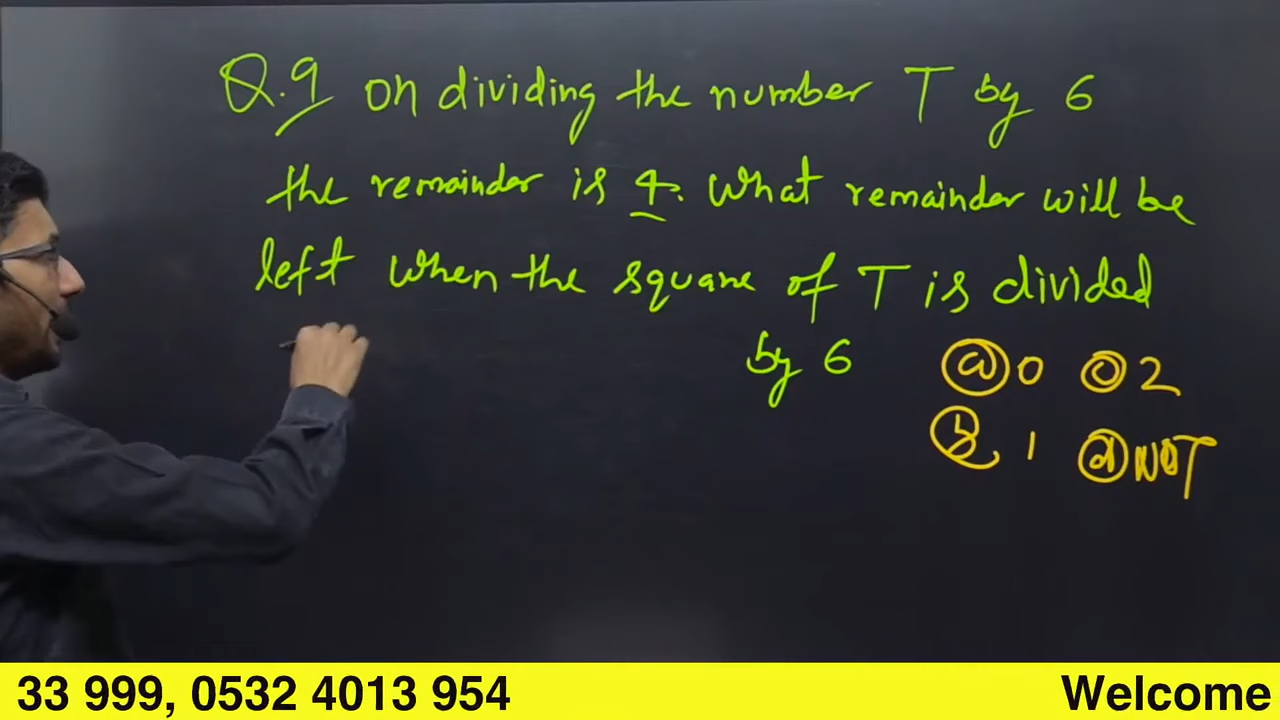 Q.9 on dividing the number T by 6
the remainder is 4. What remainder will be
left when the square of T is divided
by 6
(a) 0 (c) 2
(b) 1 (d) NOT
33 999, 0532 4013 954 Welcome